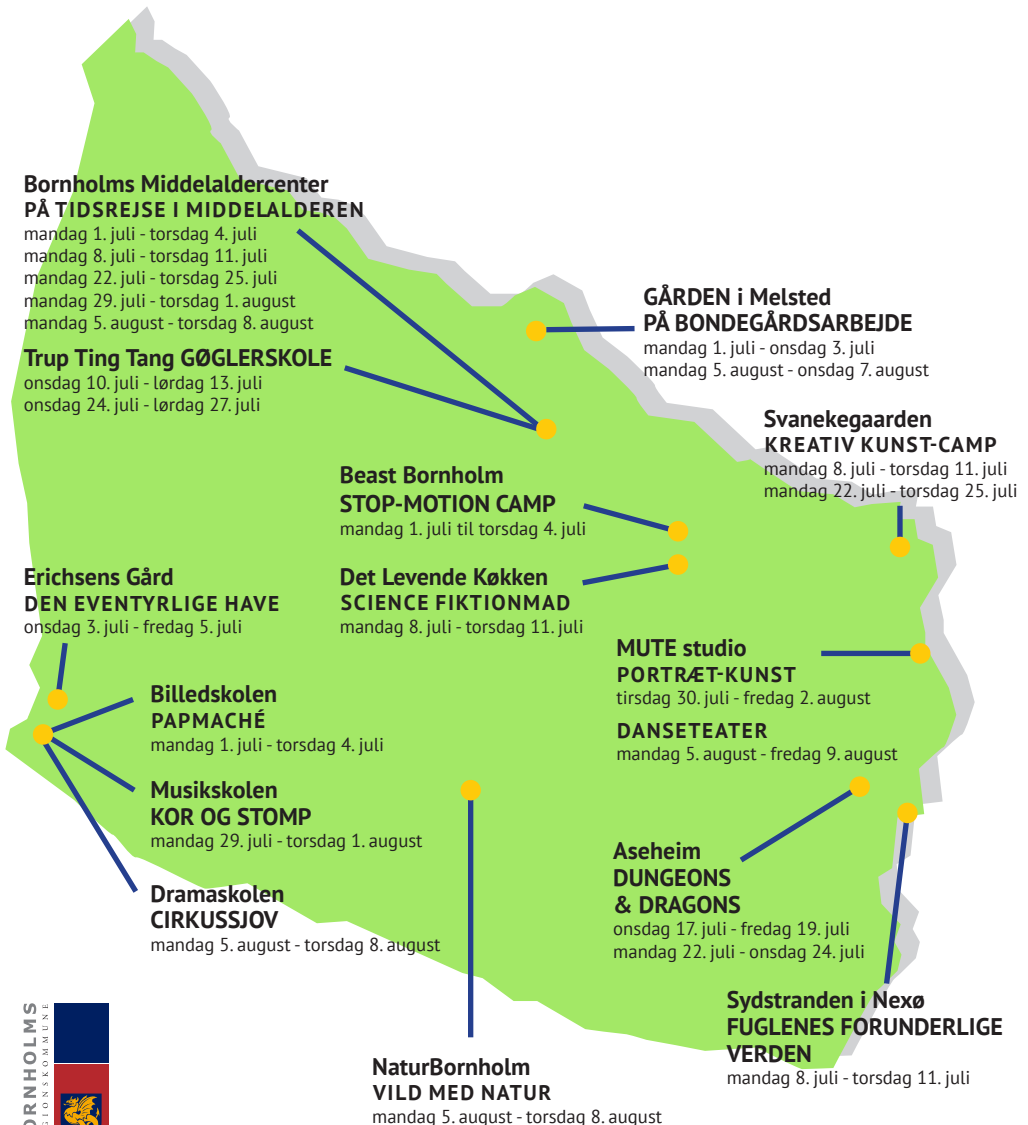 Bornholms Middelaldercenter
PÅ TIDSREJSE I MIDDELALDEREN
mandag 1. juli - torsdag 4. juli
mandag 8. juli - torsdag 11. juli
mandag 22. juli - torsdag 25. juli
mandag 29. juli - torsdag 1. august
mandag 5. august - torsdag 8. august
Trup Ting Tang GØGLERSKOLE
onsdag 10. juli - lørdag 13. juli
onsdag 24. juli - lørdag 27. juli
GÅRDEN i Melsted
PÅ BONDEGÅRDSARBEJDE
mandag 1. juli - onsdag 3. juli
mandag 5. august - onsdag 7. august
Svanekegaarden
KREATIV KUNST-CAMP
mandag 8. juli - torsdag 11. juli
mandag 22. juli - torsdag 25. juli
Beast Bornholm
STOP-MOTION CAMP
mandag 1. juli til torsdag 4. juli
Det Levende Køkken
SCIENCE FIKTIONMAD
mandag 8. juli - torsdag 11. juli
Erichsens Gård
DEN EVENTYRLIGE HAVE
onsdag 3. juli - fredag 5. juli
MUTE studio
PORTRÆT-KUNST
tirsdag 30. juli - fredag 2. august
DANSETEATER
mandag 5. august - fredag 9. august
Billedskolen
PAPMACHÉ
mandag 1. juli - torsdag 4. juli
Musikskolen
KOR OG STOMP
mandag 29. juli - torsdag 1. august
Dramaskolen
CIRKUSSJOV
mandag 5. august - torsdag 8. august
Aseheim
DUNGEONS
& DRAGONS
onsdag 17. juli - fredag 19. juli
mandag 22. juli - onsdag 24. juli
Sydstranden i Nexø
FUGLENES FORUNDERLIGE
VERDEN
mandag 8. juli - torsdag 11. juli
NaturBornholm
VILD MED NATUR
mandag 5. august - torsdag 8. august